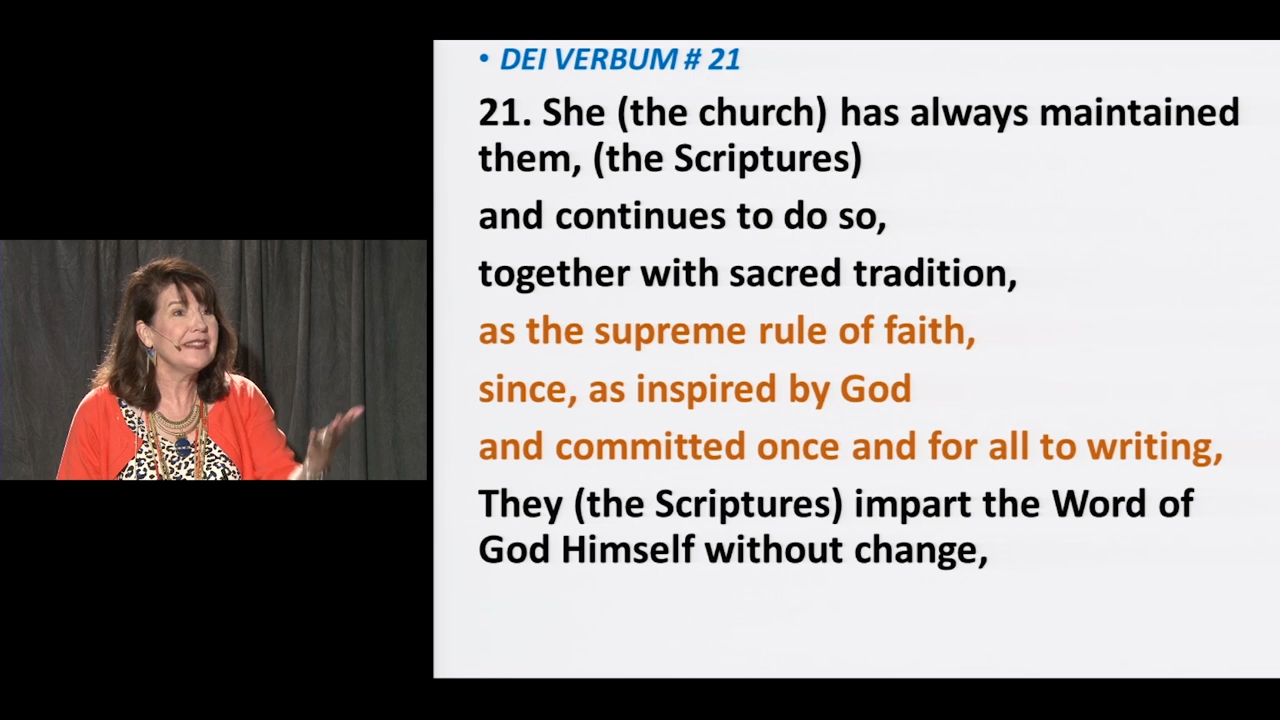 • DEI VERBUM # 21
21. She (the church) has always maintained
them, (the Scriptures)
and continues to do so,
together with sacred tradition,
as the supreme rule of faith,
since, as inspired by God
and committed once and for all to writing,
They (the Scriptures) impart the Word of
God Himself without change,